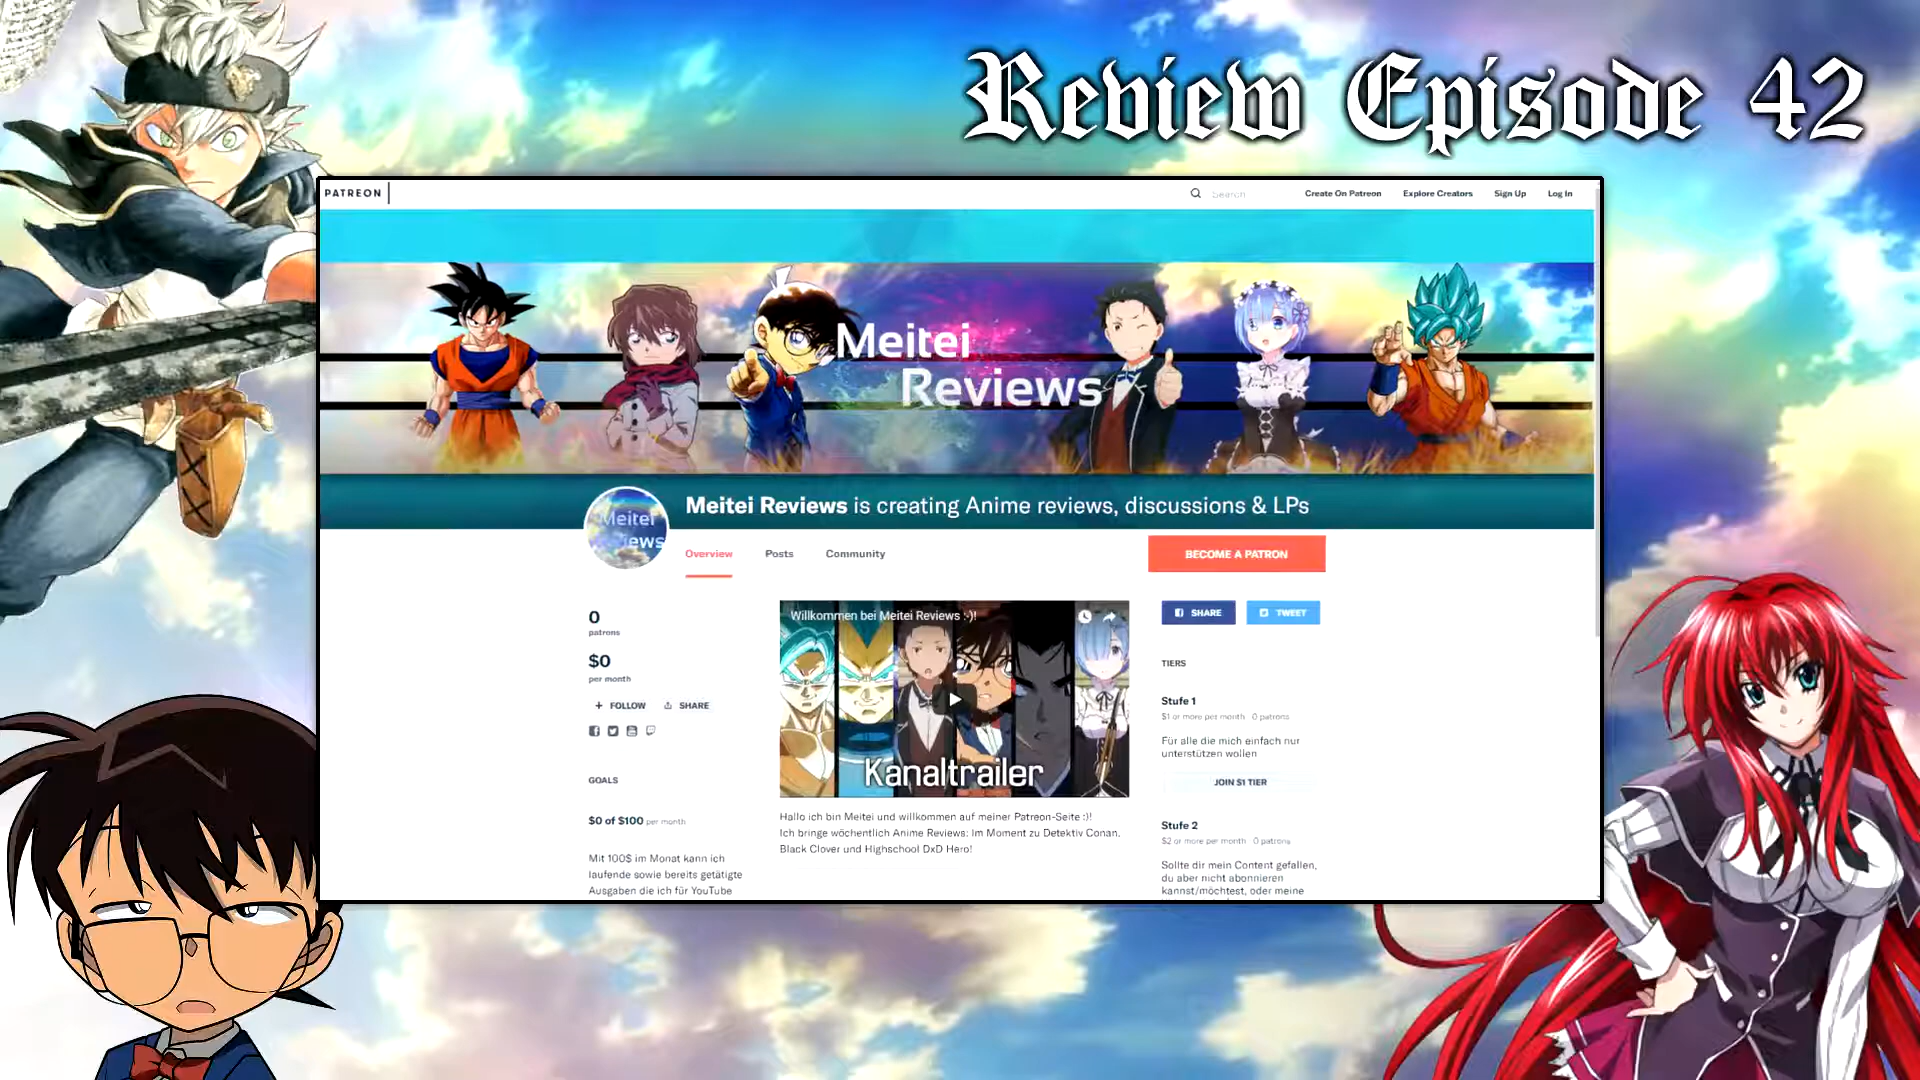 Review Episode 42
PATREON
Search
Create On Patreon
Explore Creators
Sign Up
Log In
Meitei
Reviews
Meitei Reviews is creating Anime reviews, discussions & LPs
Meitei
Reviews
Overview
Posts
Community
BECOME A PATRON
0
patrons
$0
per month
+ FOLLOW
SHARE
GOALS
$0 of $100 per month
Mit 100$ im Monat kann ich
laufende sowie bereits getätigte
Ausgaben die ich für YouTube
Willkommen bei Meitei Reviews :-)!
Kanaltrailer
Hallo ich bin Meitei und willkommen auf meiner Patreon-Seite :)!
Ich bringe wöchentlich Anime Reviews: Im Moment zu Detektiv Conan,
Black Clover und Highschool DxD Hero!
SHARE
TWEET
TIERS
Stufe 1
$1 or more per month · 0 patrons
Für alle die mich einfach nur
unterstützen wollen
JOIN $1 TIER
Stufe 2
$2 or more per month · 0 patrons
Sollte dir mein Content gefallen,
du aber nicht abonnieren
kannst/möchtest, oder meine